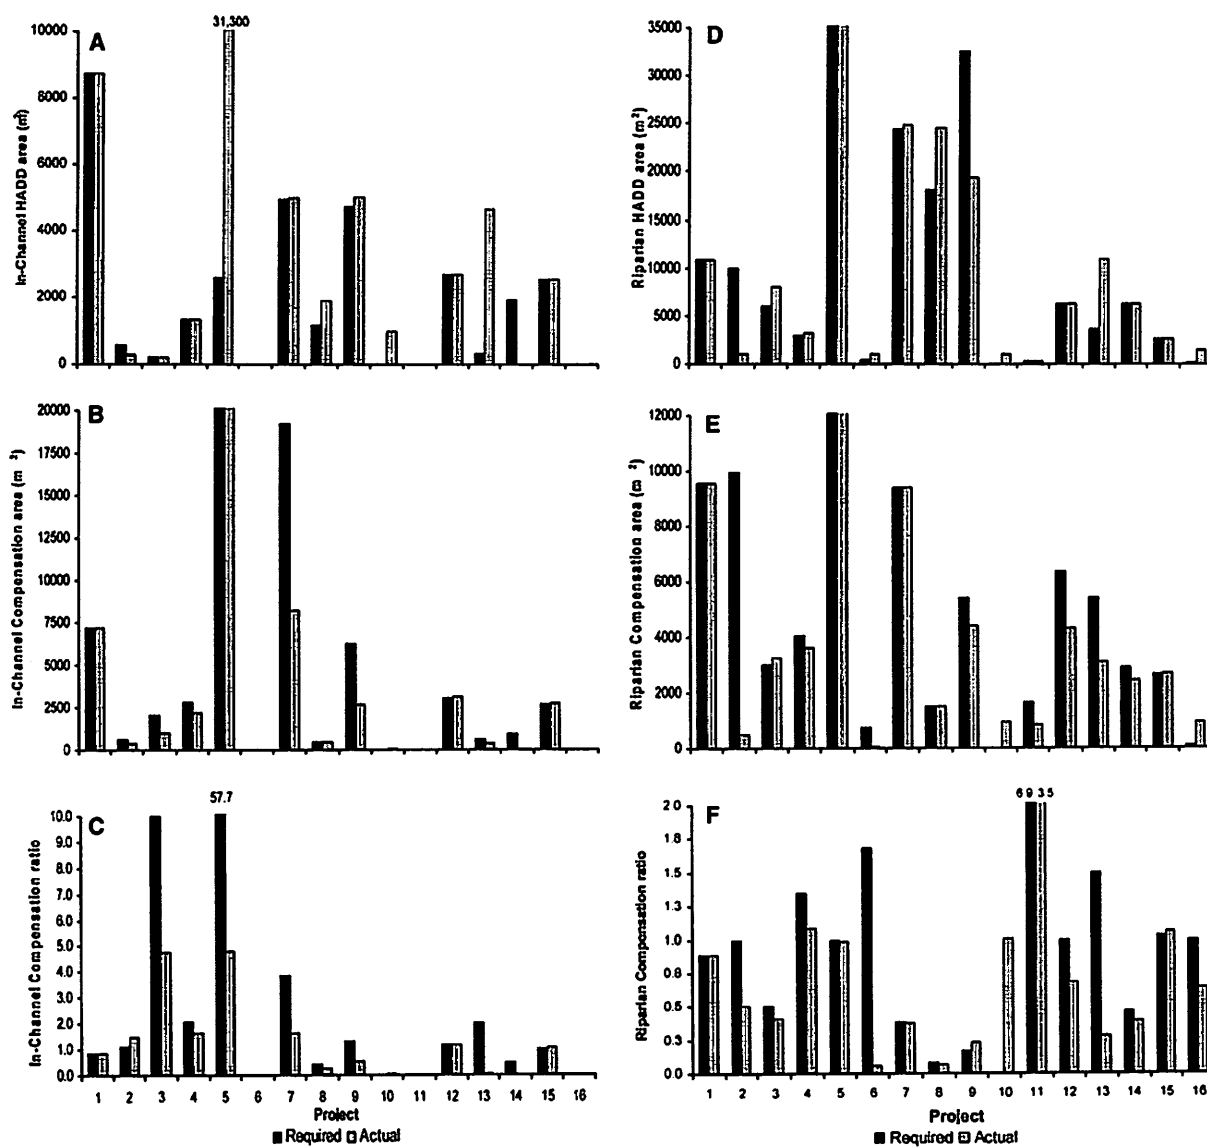 A
31,300
In-Channel HADD area (m²)
10000
8000
6000
4000
2000
0
B
In-Channel Compensation area (m ²)
20000
17500
15000
12500
10000
7500
5000
2500
0
C
57.7
In-Channel Compensation ratio
10.0
9.0
8.0
7.0
6.0
5.0
4.0
3.0
2.0
1.0
0.0
1 2 3 4 5 6 7 8 9 10 11 12 13 14 15 16
Project
Required Actual
D
Riparian HADD area (m²)
35000
30000
25000
20000
15000
10000
5000
0
E
Riparian Compensation area (m ²)
12000
10000
8000
6000
4000
2000
0
F
6 9 3 5
Riparian Compensation ratio
2.0
1.8
1.5
1.3
1.0
0.8
0.5
0.3
0.0
1 2 3 4 5 6 7 8 9 10 11 12 13 14 15 16
Project
Required Actual